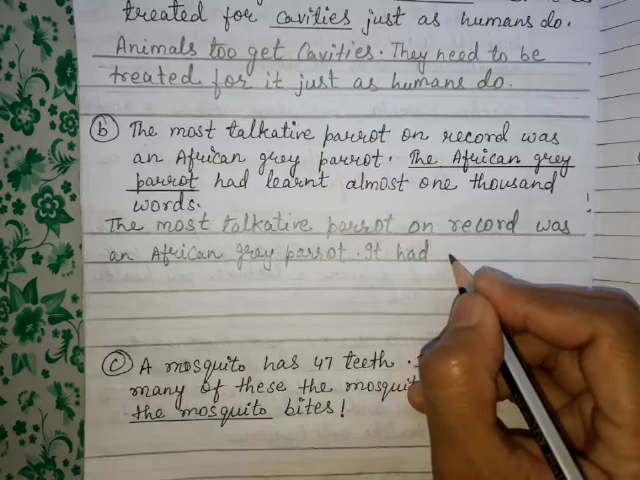 treated for cavities just as humans do.
Animals too get Cavities. They need to be
treated for it just as humans do.
(b) The most talkative parrot on record was
an African grey parrot. The African grey
parrot had learnt almost one thousand
words.
The most talkative parrot on record was
an African grey parrot. It had
(c) A mosquito has 47 teeth.
many of these the mosquit
the mosquito bites!